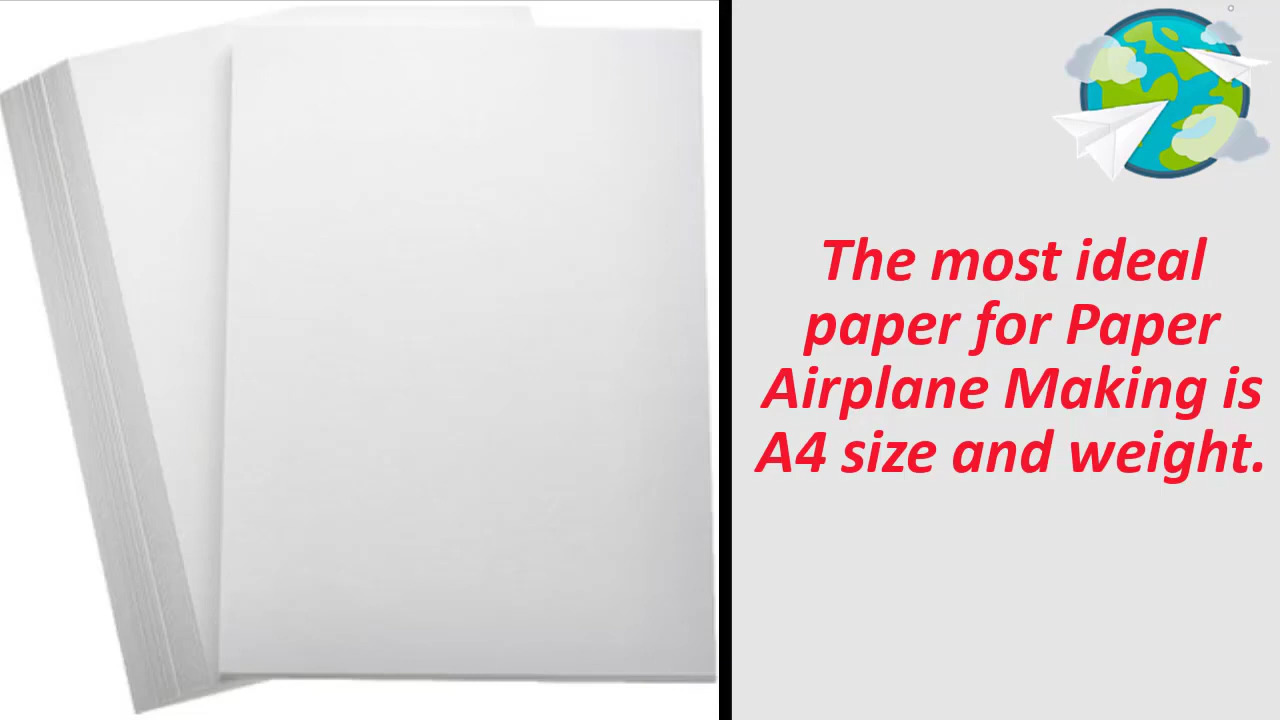 The most ideal
paper for Paper
Airplane Making is
A4 size and weight.